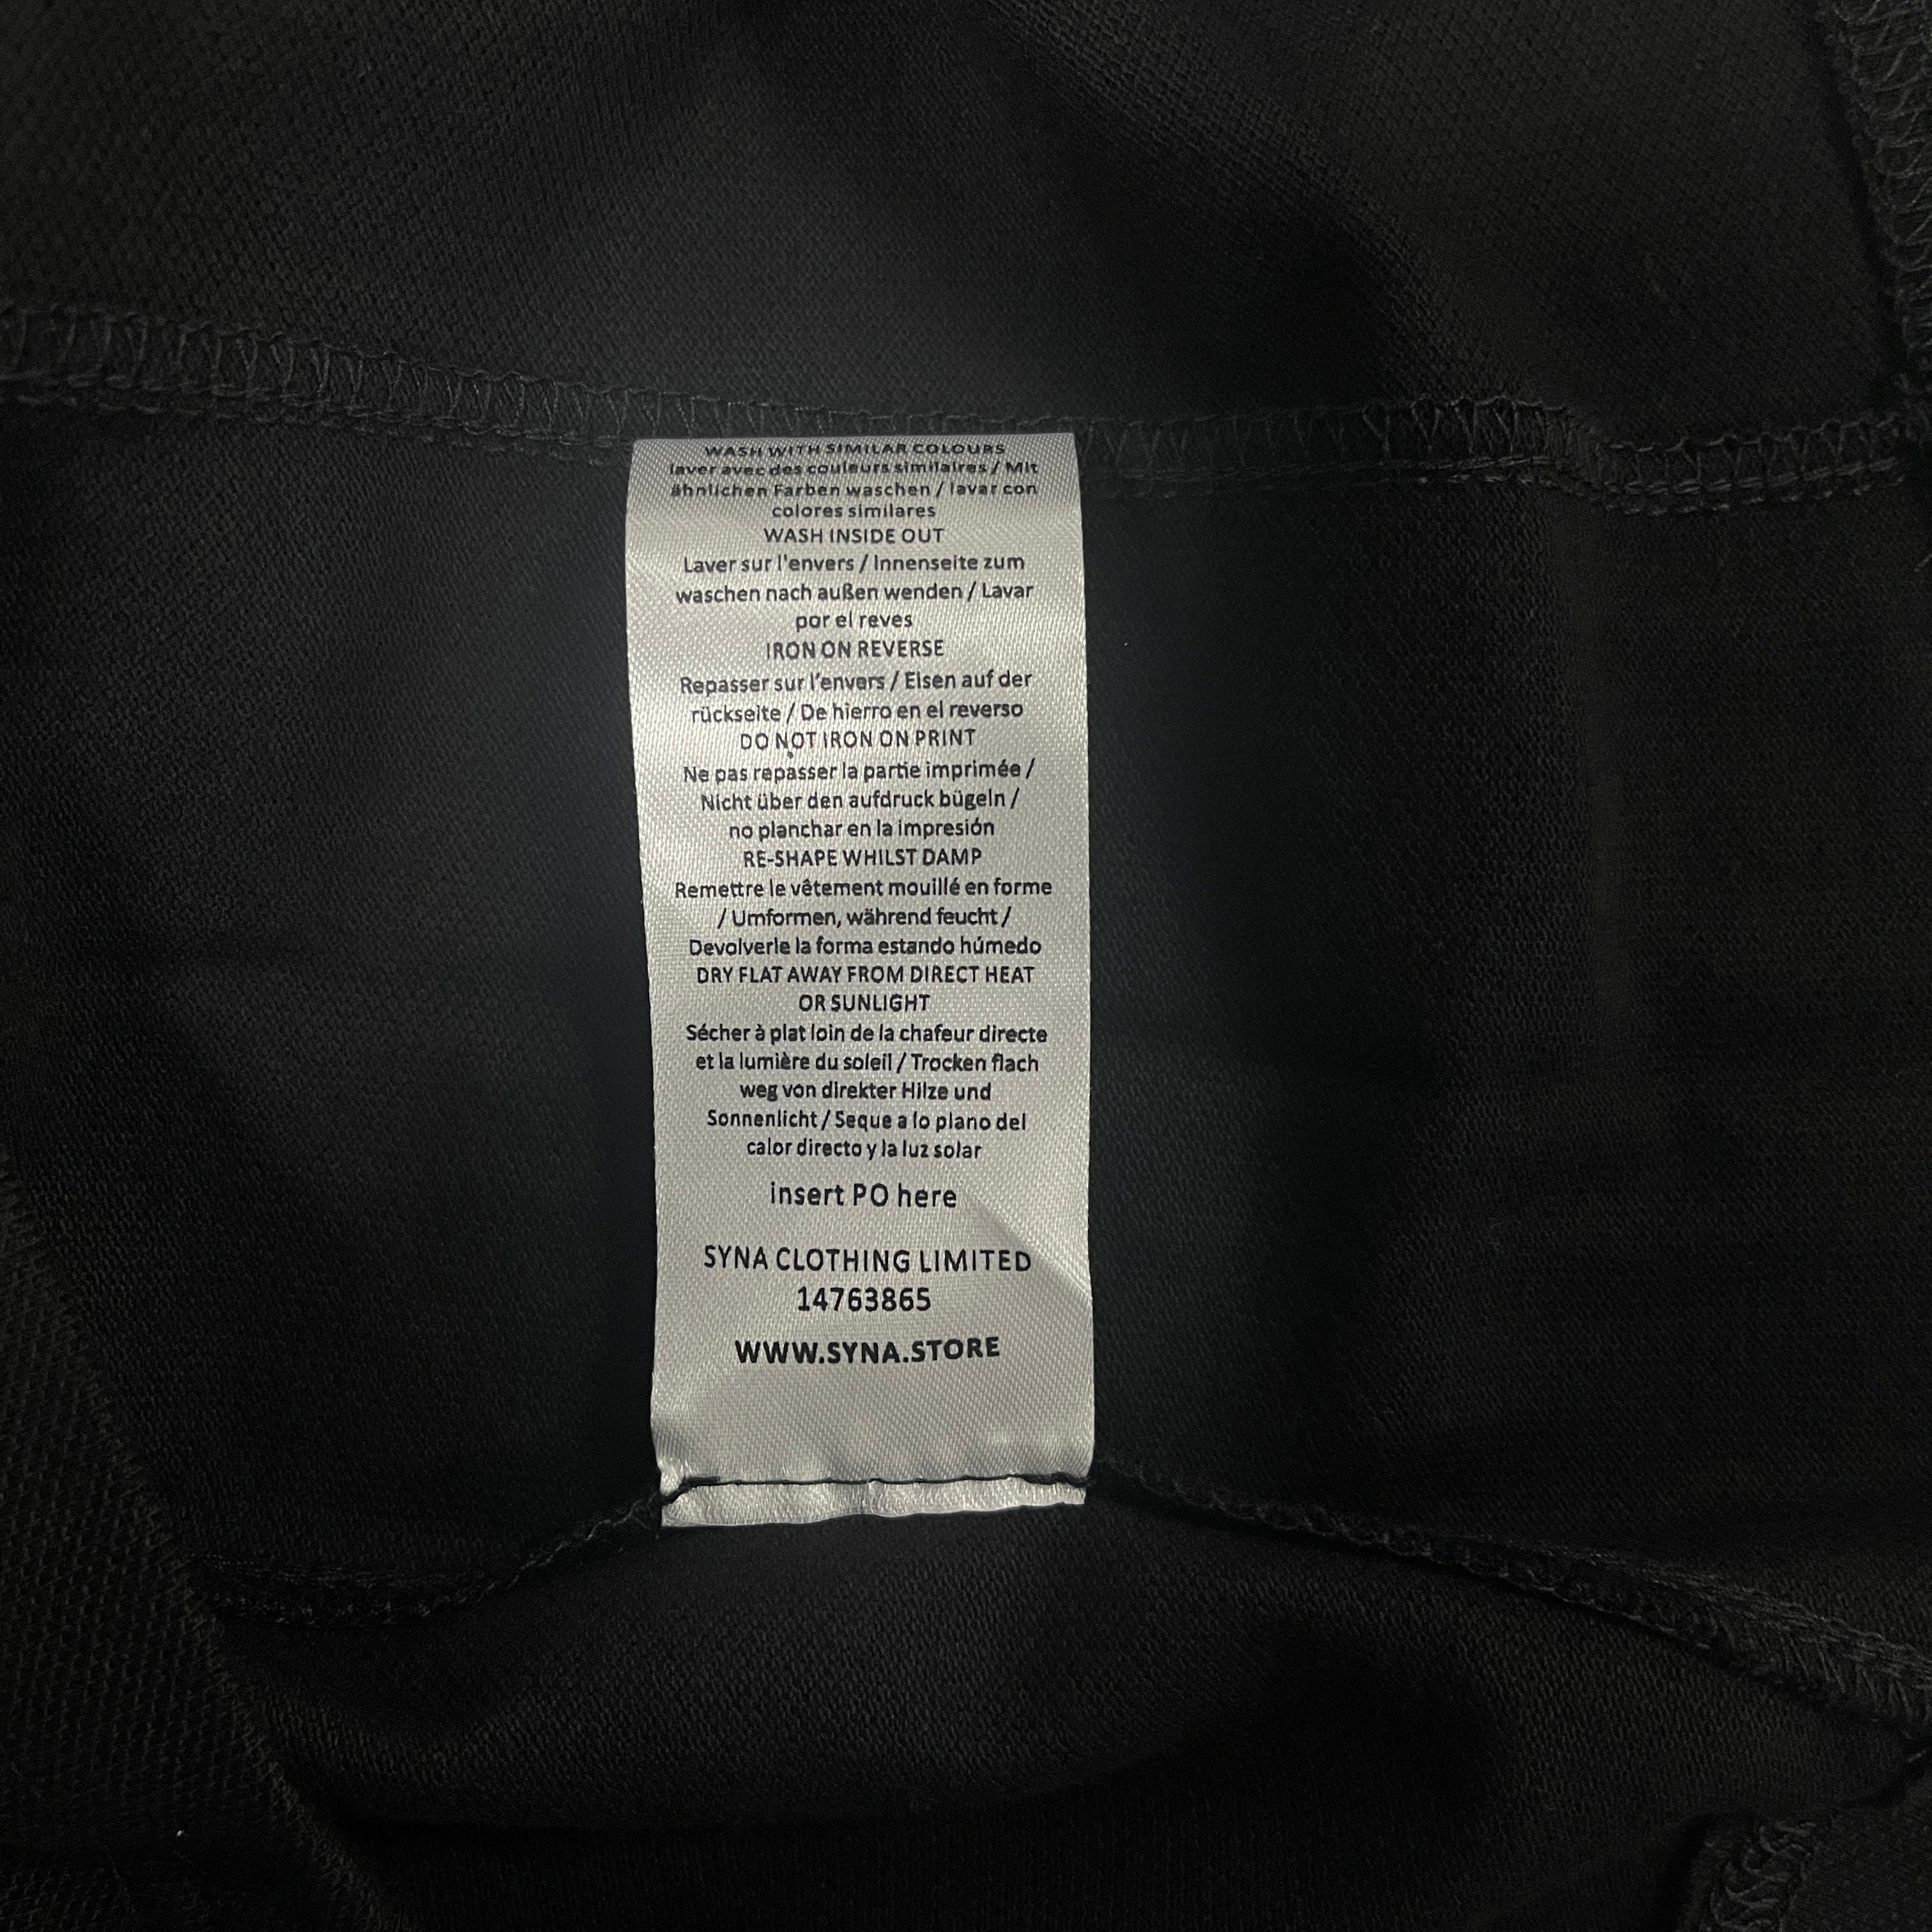 WASH WITH SIMILAR COLOURS
laver avec des couleurs similaires / Mit
ähnlichen Farben waschen / lavar con
colores similares
WASH INSIDE OUT
Laver sur l'envers / Innenseite zum
waschen nach außen wenden / Lavar
por el reves
IRON ON REVERSE
Repasser sur l'envers / Eisen auf der
rückseite / De hierro en el reverso
DO NOT IRON ON PRINT
Ne pas repasser la partie imprimée /
Nicht über den aufdruck bügeln /
no planchar en la impresión
RE-SHAPE WHILST DAMP
Remettre le vêtement mouillé en forme
/ Umformen, während feucht /
Devolverle la forma estando húmedo
DRY FLAT AWAY FROM DIRECT HEAT
OR SUNLIGHT
Sécher à plat loin de la chafeur directe
et la lumière du soleil / Trocken flach
weg von direkter Hilze und
Sonnenlicht / Seque a lo plano del
calor directo y la luz solar
insert PO here
SYNA CLOTHING LIMITED
14763865
WWW.SYNA.STORE